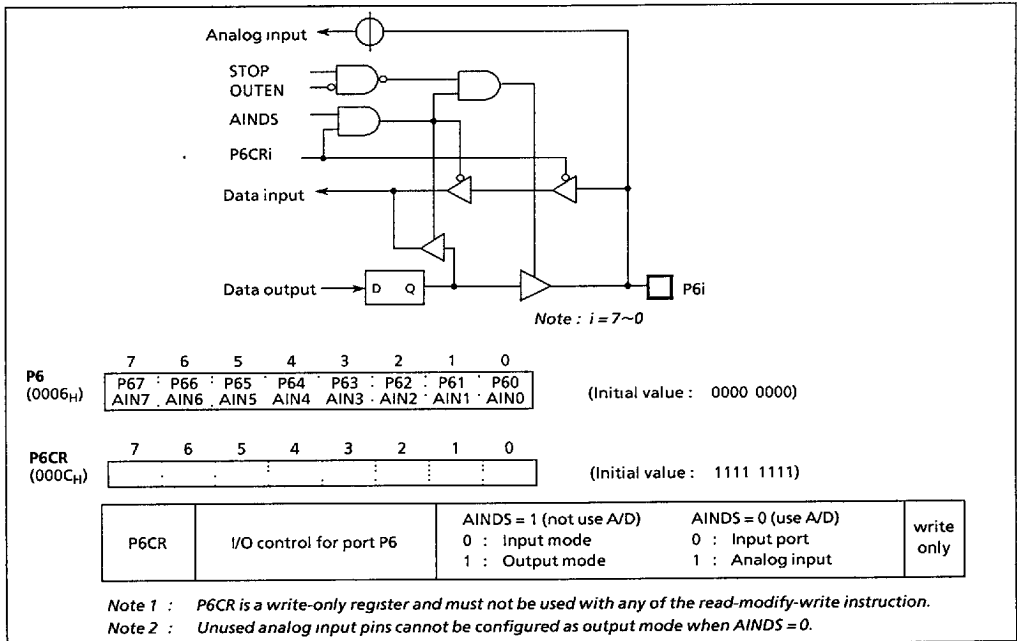 Analog input
STOP
OUTEN
AINDS
P6CRi
Data input
Data output
D Q
P6i
Note : i = 7~0
7 6 5 4 3 2 1 0
P6
(0006H)
P67 P66 P65 P64 P63 P62 P61 P60
AIN7 AIN6 AIN5 AIN4 AIN3 AIN2 AIN1 AIN0
(Initial value : 0000 0000)
7 6 5 4 3 2 1 0
P6CR
(000CH)
(Initial value : 1111 1111)
P6CR
I/O control for port P6
AINDS = 1 (not use A/D)
0 : Input mode
1 : Output mode
AINDS = 0 (use A/D)
0 : Input port
1 : Analog input
write
only
Note 1 : P6CR is a write-only register and must not be used with any of the read-modify-write instruction.
Note 2 : Unused analog input pins cannot be configured as output mode when AINDS = 0.